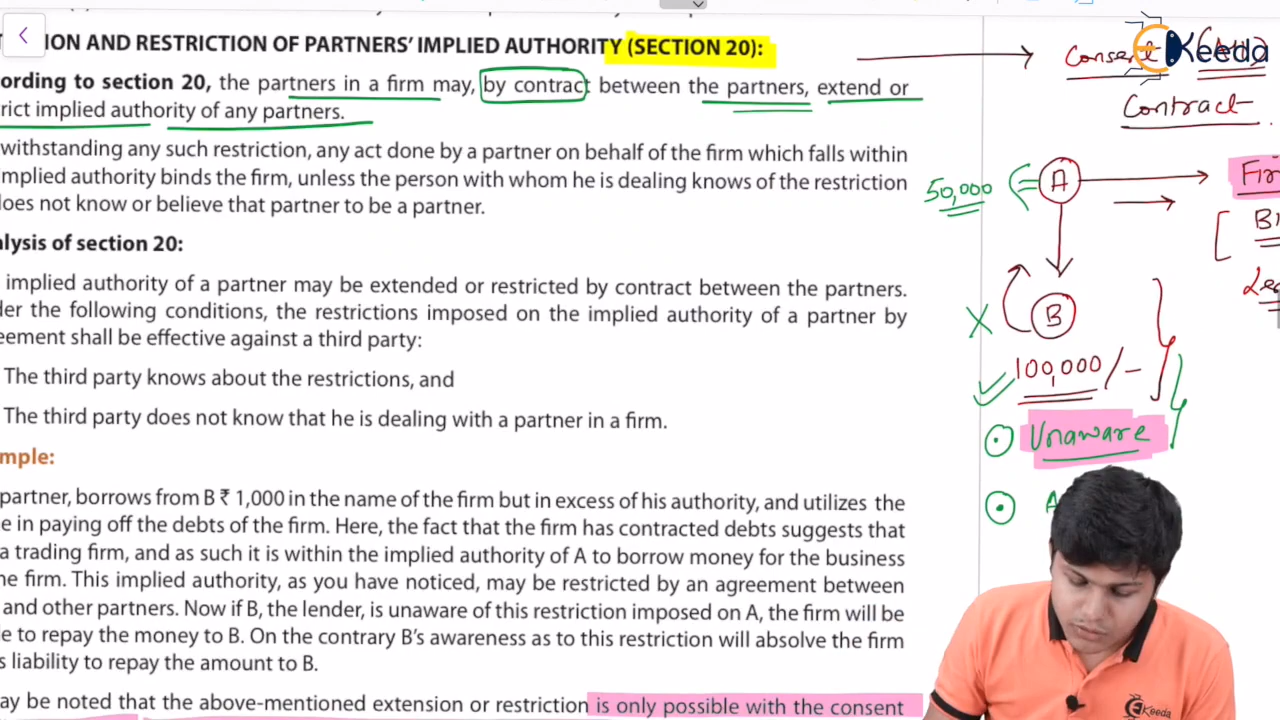 ION AND RESTRICTION OF PARTNERS' IMPLIED AUTHORITY (SECTION 20):
ording to section 20, the partners in a firm may, by contract between the partners, extend or
rict implied authority of any partners.
withstanding any such restriction, any act done by a partner on behalf of the firm which falls within
implied authority binds the firm, unless the person with whom he is dealing knows of the restriction
oes not know or believe that partner to be a partner.
alysis of section 20:
implied authority of a partner may be extended or restricted by contract between the partners.
der the following conditions, the restrictions imposed on the implied authority of a partner by
eement shall be effective against a third party:
The third party knows about the restrictions, and
The third party does not know that he is dealing with a partner in a firm.
mple:
partner, borrows from B ₹ 1,000 in the name of the firm but in excess of his authority, and utilizes the
e in paying off the debts of the firm. Here, the fact that the firm has contracted debts suggests that
a trading firm, and as such it is within the implied authority of A to borrow money for the business
he firm. This implied authority, as you have noticed, may be restricted by an agreement between
and other partners. Now if B, the lender, is unaware of this restriction imposed on A, the firm will be
le to repay the money to B. On the contrary B's awareness as to this restriction will absolve the firm
s liability to repay the amount to B.
ay be noted that the above-mentioned extension or restriction is only possible with the consent
Consent
EKeeda
Contract
50,000
A
Fir
B
100,000/-
Unaware
A
EKeeda